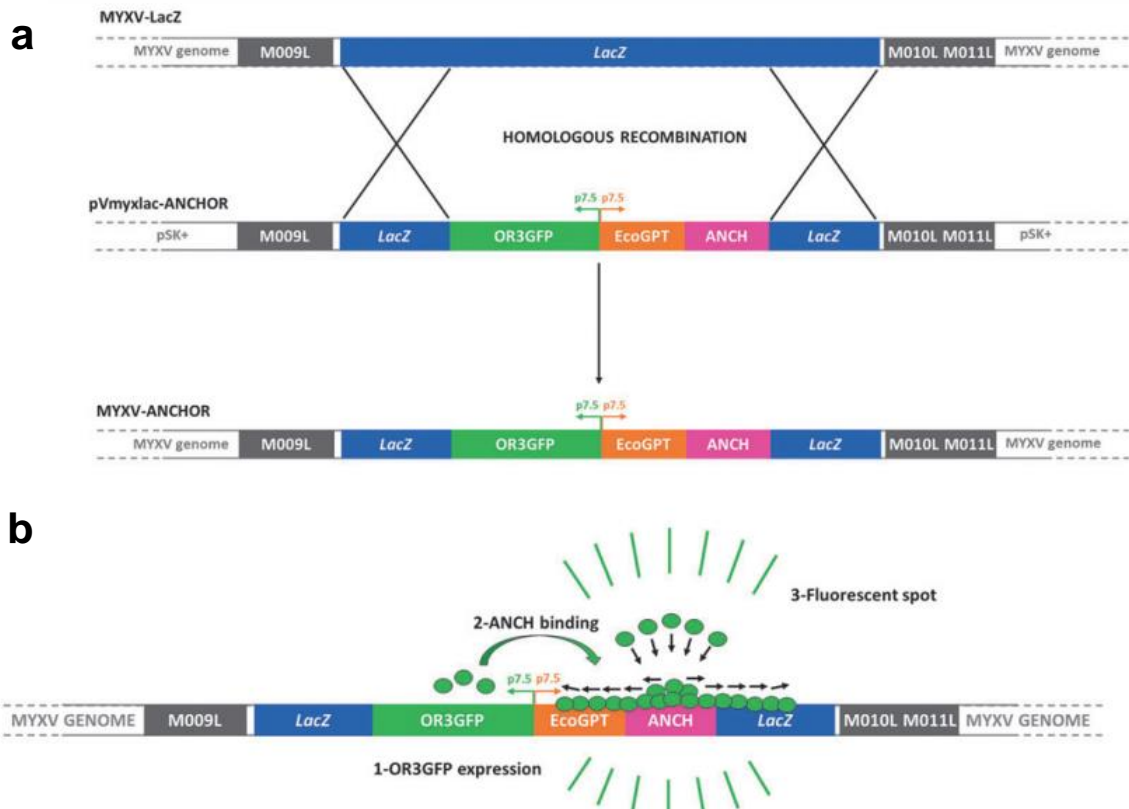 a
MYXV-LacZ
MYXV genome M009L LacZ M010L M011L MYXV genome
HOMOLOGOUS RECOMBINATION
p7.5 p7.5
pVmyxlac-ANCHOR
pSK+ M009L LacZ OR3GFP EcoGPT ANCH LacZ M010L M011L pSK+
p7.5 p7.5
MYXV-ANCHOR
MYXV genome M009L LacZ OR3GFP EcoGPT ANCH LacZ M010L M011L MYXV genome
b
3-Fluorescent spot
2-ANCH binding
p7.5 p7.5
MYXV GENOME M009L LacZ OR3GFP EcoGPT ANCH LacZ M010L M011L MYXV GENOME
1-OR3GFP expression